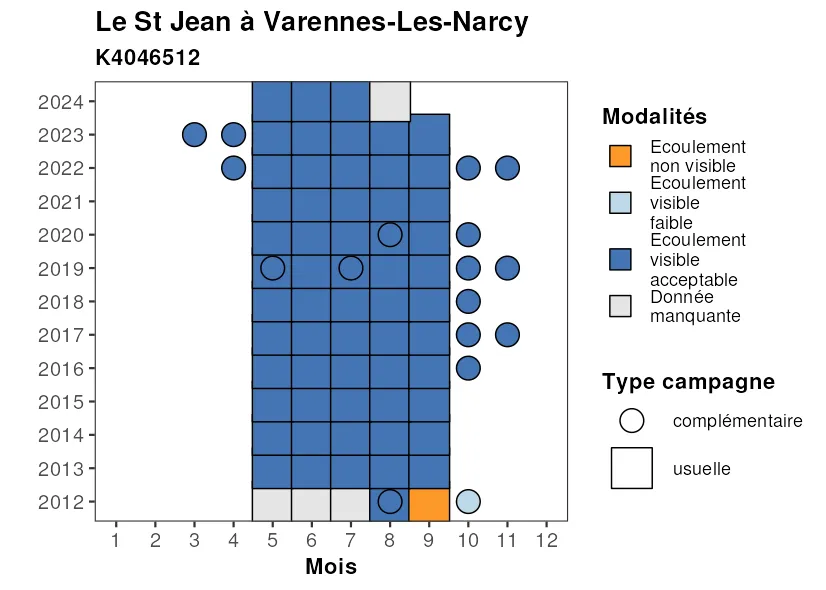 Le St Jean à Varennes-Les-Narcy
K4046512
2024
2023
2022
2021
2020
2019
2018
2017
2016
2015
2014
2013
2012
1 2 3 4 5 6 7 8 9 10 11 12
Mois
Modalités
Ecoulement
non visible
Ecoulement
visible
faible
Ecoulement
visible
acceptable
Donnée
manquante
Type campagne
complémentaire
usuelle